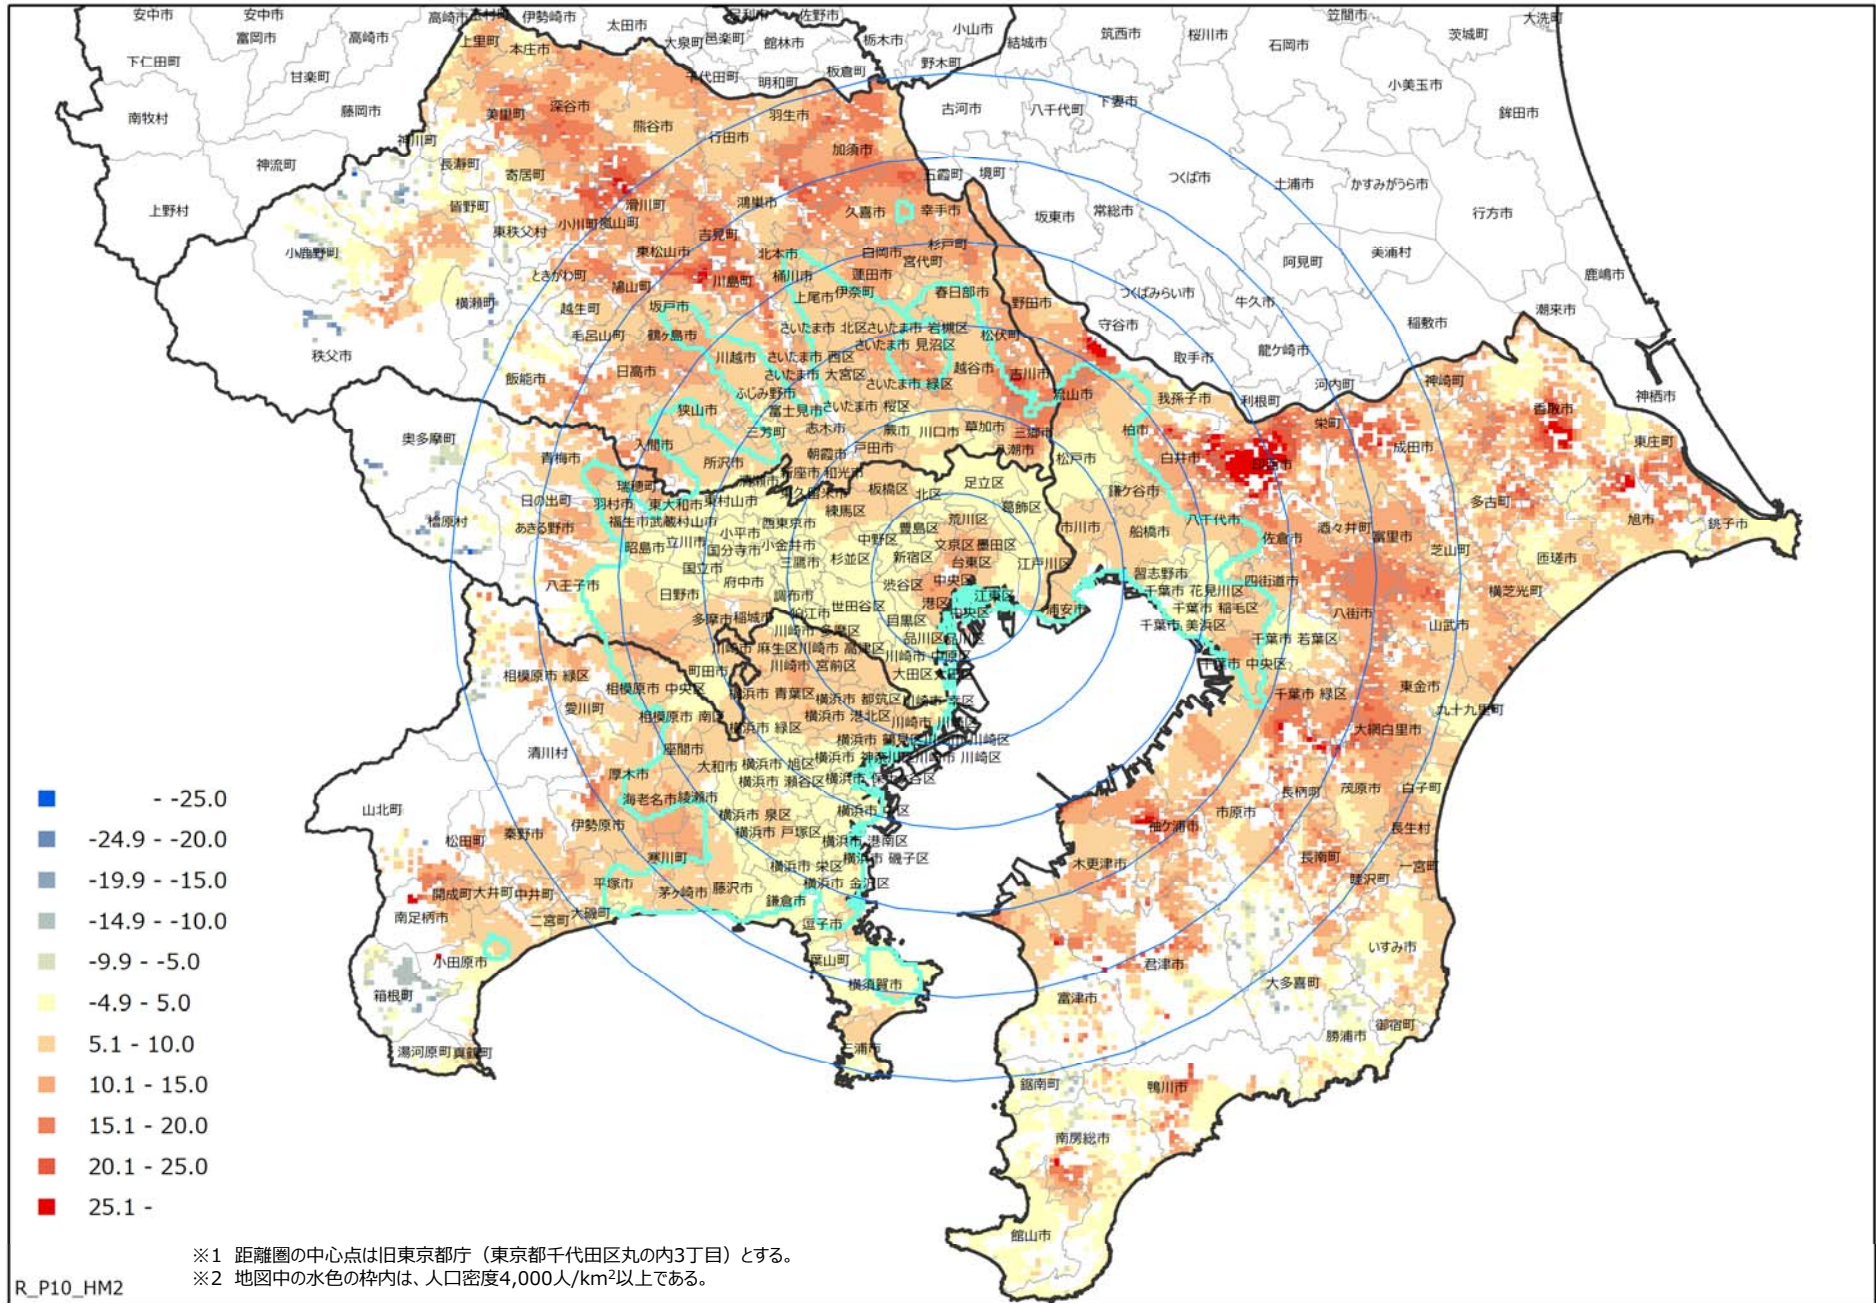 安中市 安中市 高崎市 伊勢崎市 太田市 佐野市 小山市 笠間市 大洗町
富岡市 高崎市 上里町 本庄市 大泉町 邑楽町 館林市 栃木市 結城市 筑西市 桜川市 石岡市 茨城町
下仁田町 甘楽町 千代田町 明和町 板倉町 野木町 小美玉市
南牧村 藤岡市 美里町 深谷市 熊谷市 行田市 羽生市 古河市 八千代町 下妻市 鉾田市
神川町 加須市
神流町 長瀞町 寄居町 五霞町 境町 つくば市 土浦市 かすみがうら市
上野村 皆野町 小川町 嵐山町 滑川町 鴻巣市 久喜市 幸手市 坂東市 常総市 行方市
小鹿野町 東秩父村 東松山市 吉見町 北本市 白岡市 杉戸町 宮代町 阿見町 美浦村
ときがわ町 鳩山町 川島町 桶川市 蓮田市 鹿嶋市
横瀬町 越生町 坂戸市 上尾市 伊奈町 春日部市 野田市 つくばみらい市 牛久市 稲敷市 潮来市
秩父市 毛呂山町 鶴ヶ島市 さいたま市 北区 さいたま市 岩槻区 松伏町 守谷市
川越市 さいたま市 西区 さいたま市 見沼区 取手市 龍ケ崎市
飯能市 日高市 さいたま市 大宮区 さいたま市 緑区 越谷市 吉川市 河内町 神崎町
ふじみ野市 流山市 我孫子市 利根町 神栖市
狭山市 富士見市 さいたま市 桜区 栄町 香取市
奥多摩町 入間市 三芳町 志木市 蕨市 川口市 草加市 三郷市 柏市 成田市 東庄町
青梅市 所沢市 朝霞市 戸田市 八潮市 松戸市 白井市 印西市
瑞穂町 清瀬市 新座市 和光市 足立区 鎌ケ谷市
日の出町 羽村市 東大和市 東村山市 東久留米市 板橋区 北区 葛飾区 多古町
檜原村 あきる野市 福生市 武蔵村山市 小平市 西東京市 練馬区 豊島区 荒川区 市川市 船橋市 八千代市 酒々井町 旭市 銚子市
昭島市 立川市 国分寺市 小金井市 中野区 文京区 墨田区 佐倉市 富里市 芝山町 匝瑳市
国立市 三鷹市 杉並区 新宿区 台東区 江戸川区
八王子市 府中市 渋谷区 中央区 習志野市 四街道市
日野市 調布市 世田谷区 港区 江東区 千葉市 花見川区 横芝光町
多摩市 稲城市 狛江市 目黒区 中央区 浦安市 千葉市 稲毛区 八街市
川崎市 多摩区 品川区 品川区 千葉市 美浜区 千葉市 若葉区 山武市
川崎市 麻生区 川崎市 高津区 川崎市 中原区
相模原市 緑区 町田市 川崎市 宮前区 大田区 大田区 千葉市 中央区
愛川町 相模原市 中央区 横浜市 青葉区 横浜市 都筑区 川崎市 幸区 千葉市 緑区 東金市
相模原市 南区 横浜市 緑区 横浜市 港北区 川崎市 川崎区 大網白里市 九十九里町
清川村 座間市 横浜市 鶴見区 川崎市 川崎区
厚木市 大和市 横浜市 旭区 横浜市 神奈川区 川崎市 川崎区
海老名市 綾瀬市 横浜市 瀬谷区 横浜市 保土ケ谷区 長柄町 茂原市 白子町
山北町 横浜市 泉区 横浜市 中区 袖ケ浦市 市原市 長生村
松田町 秦野市 伊勢原市 横浜市 戸塚区 横浜市 港南区
寒川町 横浜市 栄区 横浜市 磯子区 木更津市 長南町 一宮町
開成町 大井町 中井町 平塚市 茅ヶ崎市 藤沢市 横浜市 金沢区 睦沢町
南足柄市 二宮町 大磯町 鎌倉市 逗子市
小田原市 葉山町 君津市 いすみ市
箱根町 横須賀市 富津市 大多喜町
湯河原町 真鶴町 三浦市 勝浦市 御宿町
鋸南町 鴨川市
南房総市
館山市
- -25.0
-24.9 - -20.0
-19.9 - -15.0
-14.9 - -10.0
-9.9 - -5.0
-4.9 - 5.0
5.1 - 10.0
10.1 - 15.0
15.1 - 20.0
20.1 - 25.0
25.1 -
※1 距離圏の中心点は旧東京都庁（東京都千代田区丸の内3丁目）とする。
※2 地図中の水色の枠内は、人口密度4,000人/km²以上である。
R_P10_HM2